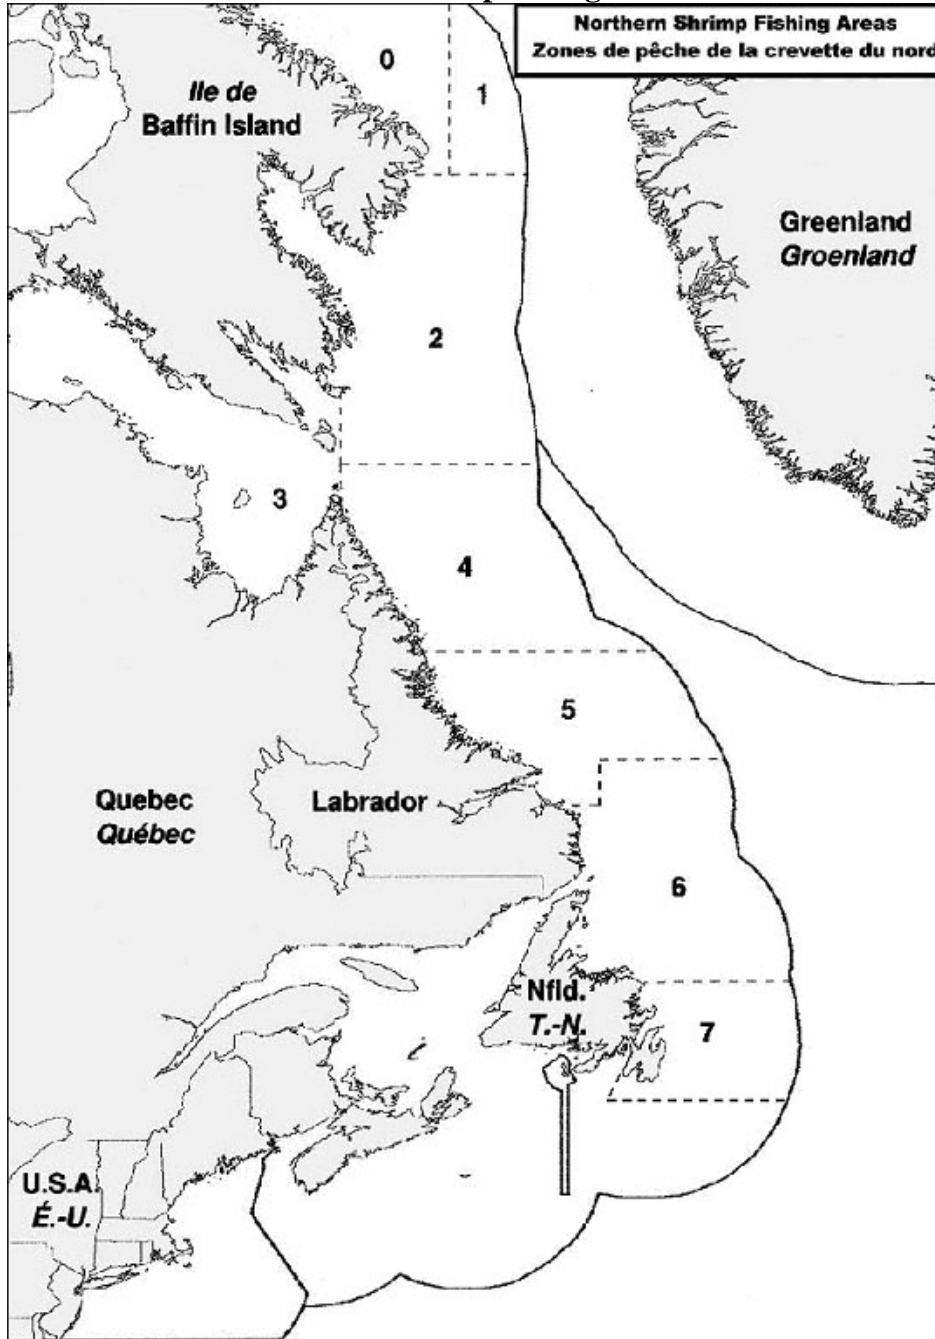 Northern Shrimp Fishing Areas
Zones de pêche de la crevette du nord
0
1
Ile de
Baffin Island
Greenland
Groenland
2
3
4
5
Quebec
Québec
Labrador
6
Nfld.
T.-N.
7
U.S.A.
É.-U.